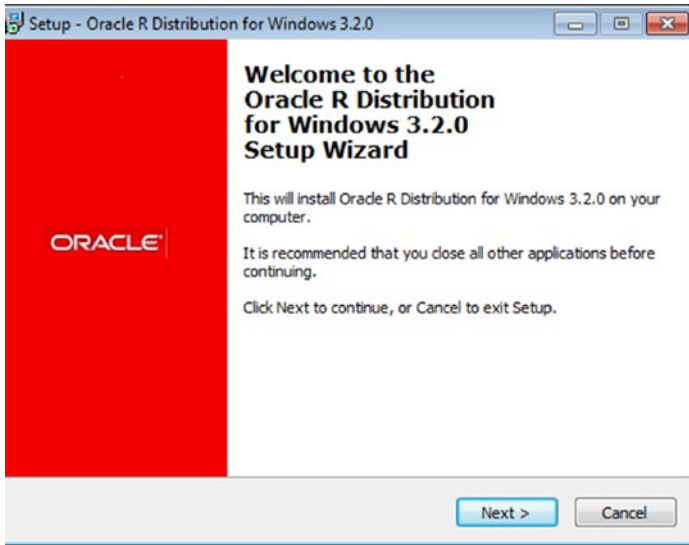 Setup - Oracle R Distribution for Windows 3.2.0
Welcome to the
Oracle R Distribution
for Windows 3.2.0
Setup Wizard
This will install Oracle R Distribution for Windows 3.2.0 on your
computer.
ORACLE
It is recommended that you close all other applications before
continuing.
Click Next to continue, or Cancel to exit Setup.
Next >
Cancel